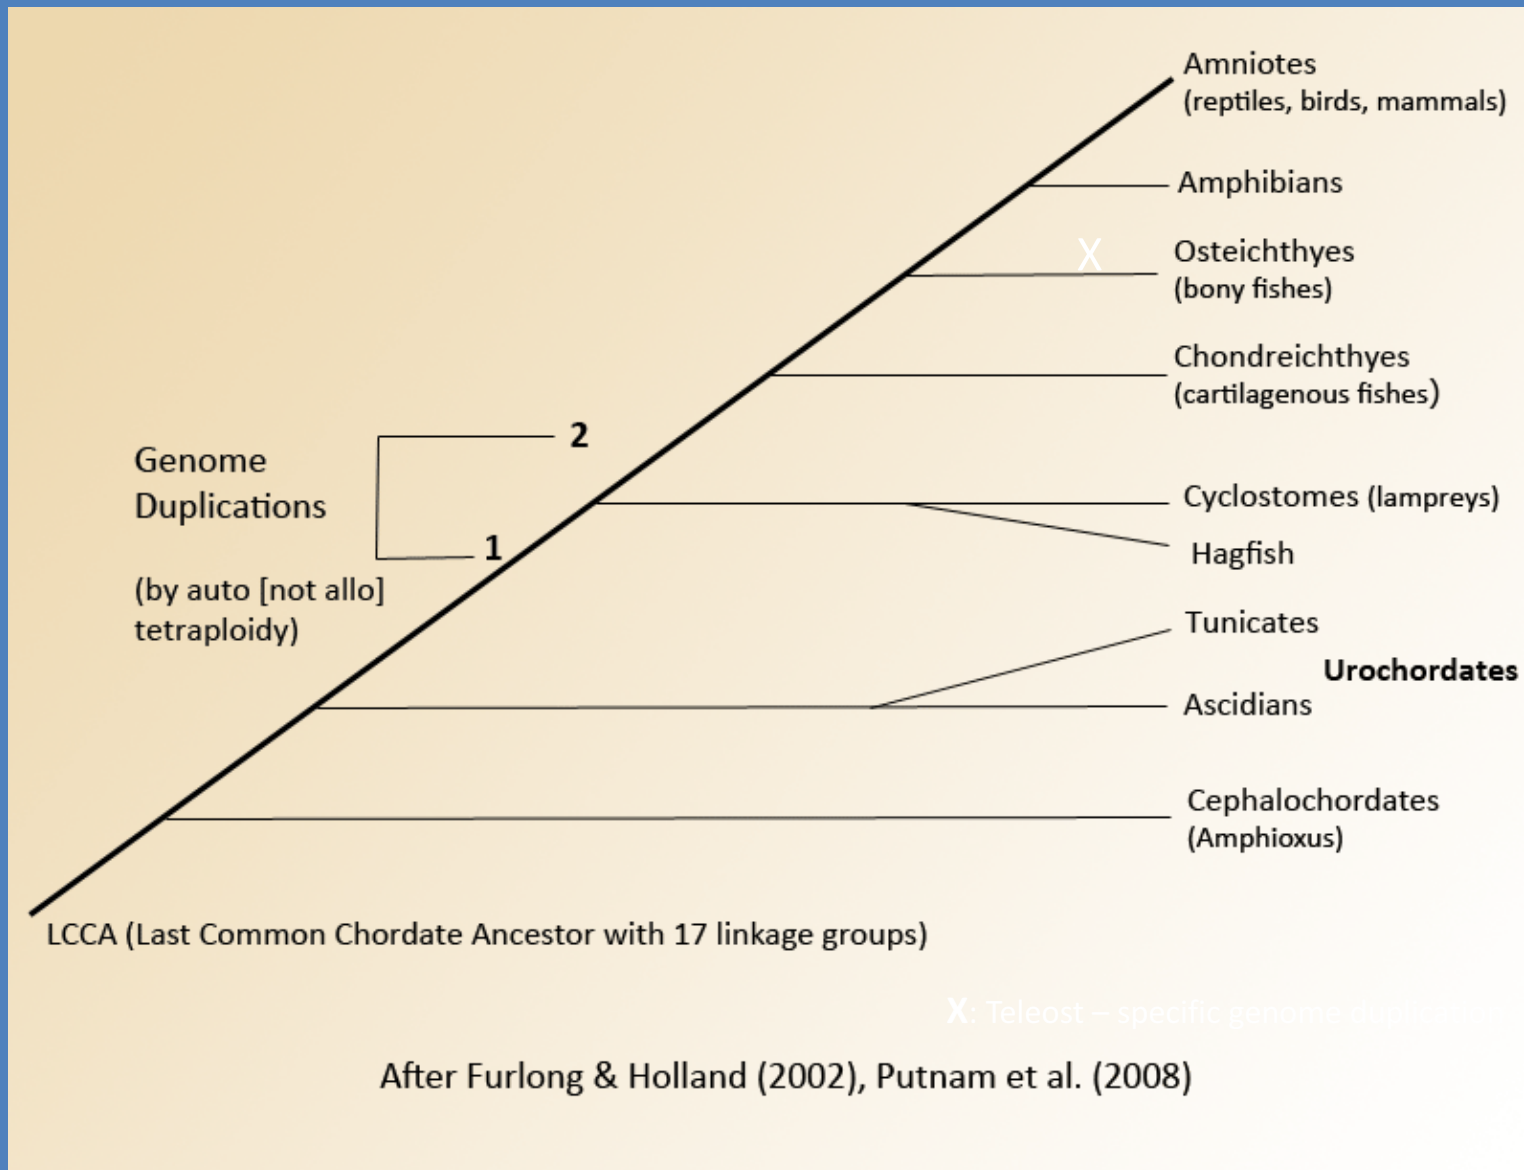 Amniotes
(reptiles, birds, mammals)
Amphibians
X
Osteichthyes
(bony fishes)
Chondreichthyes
(cartilagenous fishes)
2
Genome
Duplications
1
(by auto [not allo]
tetraploidy)
Cyclostomes (lampreys)
Hagfish
Tunicates
Urochordates
Ascidians
Cephalochordates
(Amphioxus)
LCCA (Last Common Chordate Ancestor with 17 linkage groups)
X: Teleost – specific genome
After Furlong & Holland (2002), Putnam et al. (2008)